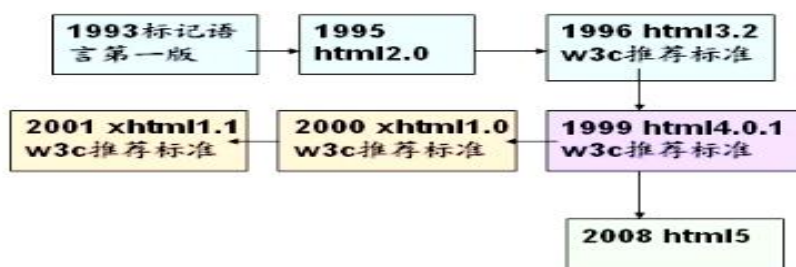 1993标记语
言第一版
1995
html2.0
1996 html3.2
w3c推荐标准
1999 html4.0.1
w3c推荐标准
2000 xhtml1.0
w3c推荐标准
2001 xhtml1.1
w3c推荐标准
2008 html5